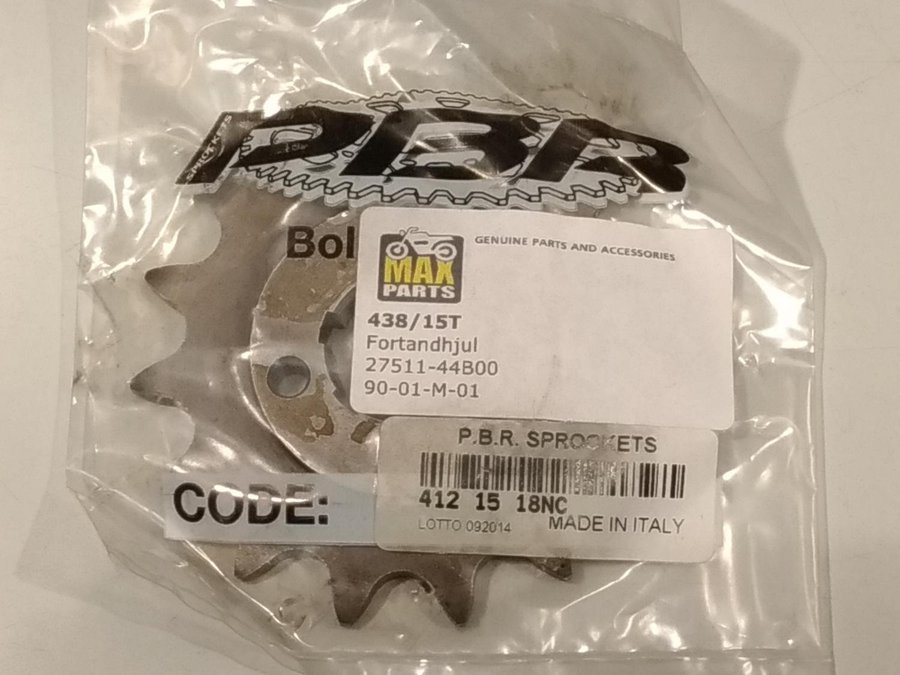 SPROCKETS
PBR
Bol
MAX
PARTS
GENUINE PARTS AND ACCESSORIES
438/15T
Fortandhjul
27511-44B00
90-01-M-01
P.B.R. SPROCKETS
412 15 18NC
LOTTO 092014 MADE IN ITALY
CODE: